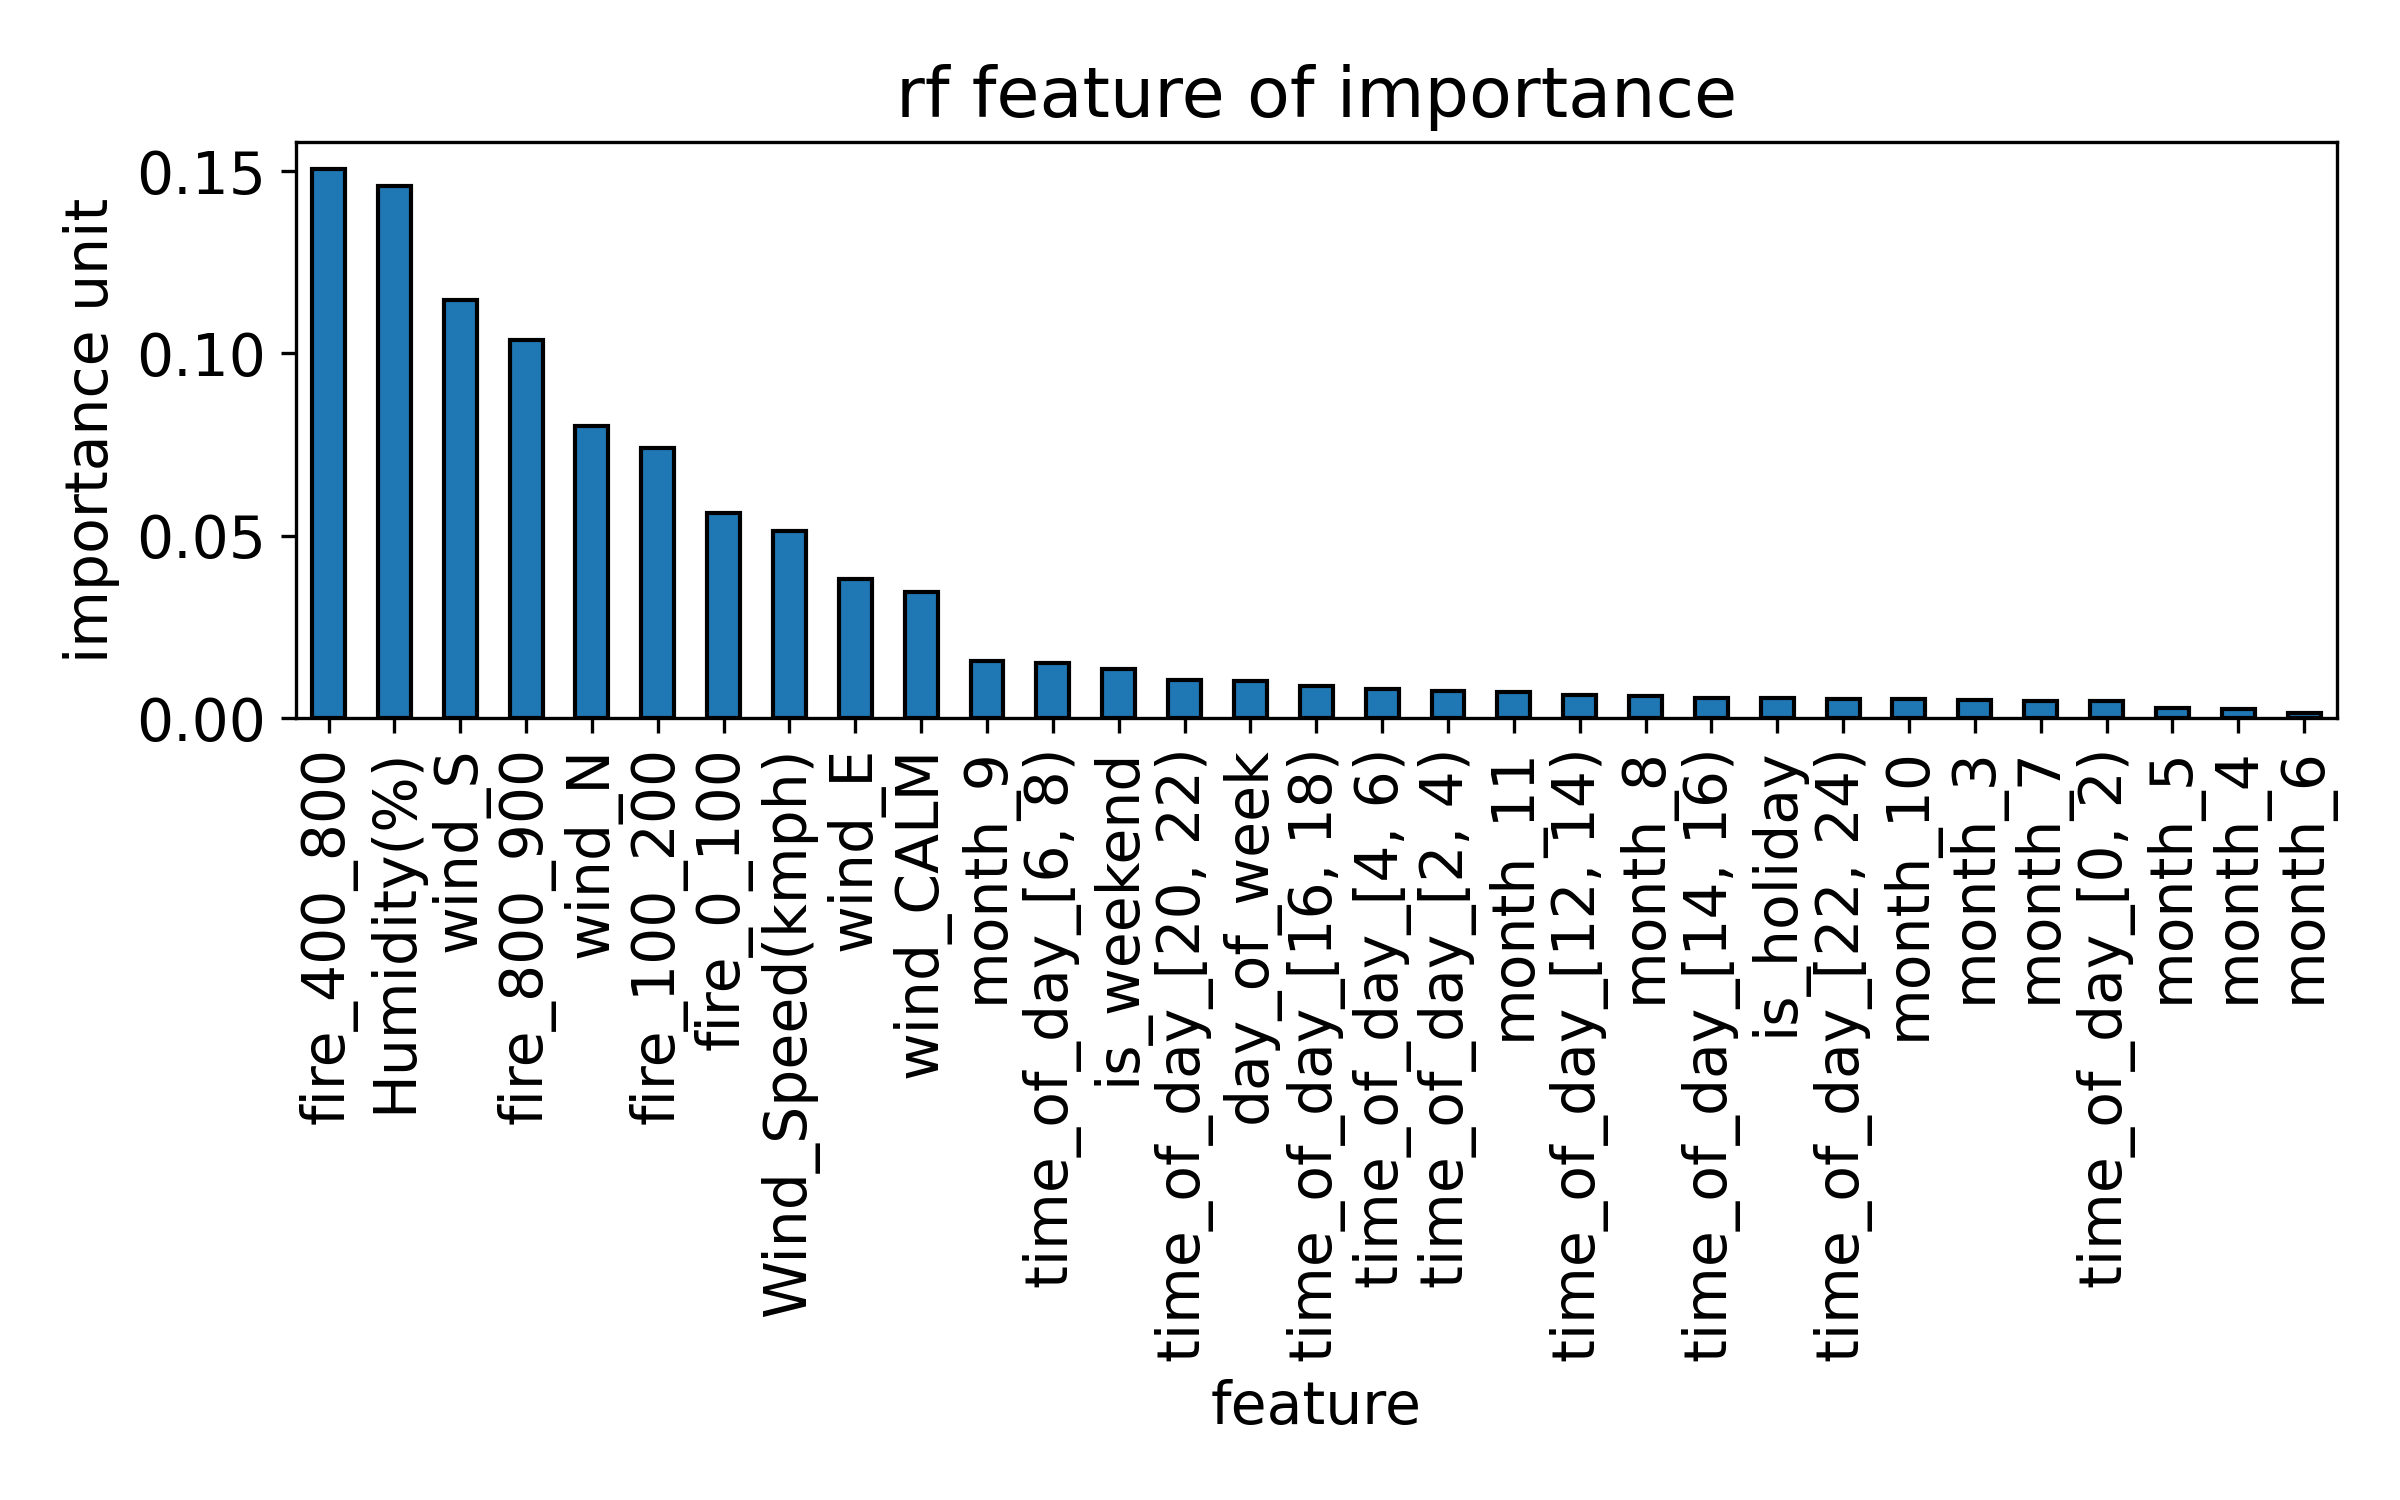 rf feature of importance
importance unit
0.15
0.10
0.05
0.00
fire_400_800
Humidity(%)
wind_S
fire_800_900
wind_N
fire_100_200
fire_0_100
Wind_Speed(kmph)
wind_E
wind_CALM
month_9
time_of_day_[6, 8)
is_weekend
time_of_day_[20, 22)
day_of_week
time_of_day_[16, 18)
time_of_day_[4, 6)
time_of_day_[2, 4)
month_11
time_of_day_[12, 14)
month_8
time_of_day_[14, 16)
is_holiday
time_of_day_[22, 24)
month_10
month_3
month_7
time_of_day_[0, 2)
month_5
month_4
month_6
feature